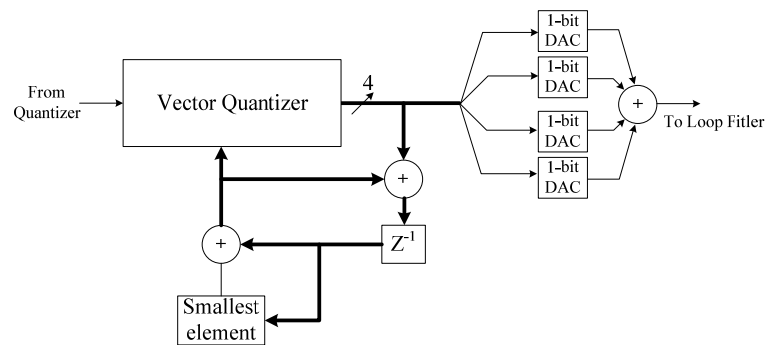 From
Quantizer
Vector Quantizer
4
1-bit
DAC
1-bit
DAC
1-bit
DAC
1-bit
DAC
+
To Loop Fitler
+
Z-1
+
Smallest
element